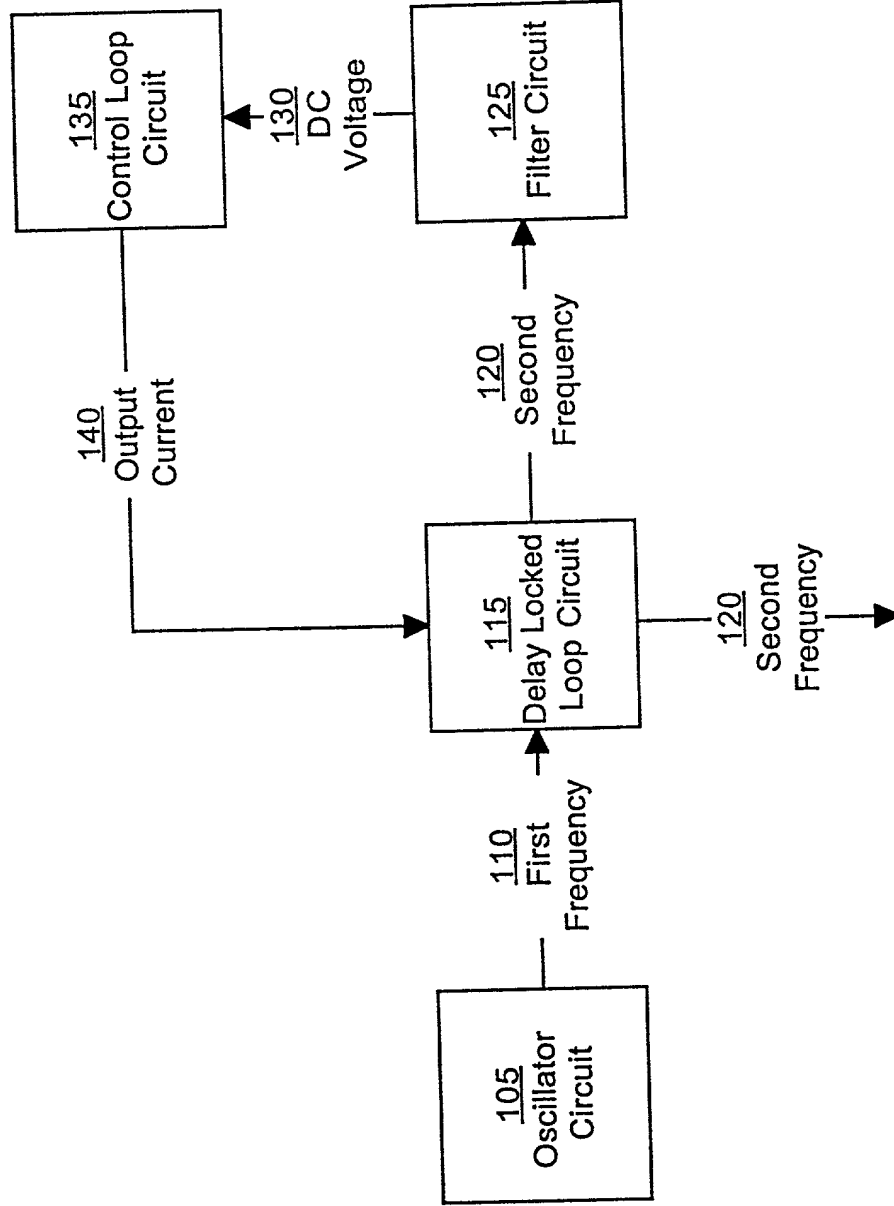 135
Control Loop
Circuit
130
DC
Voltage
125
Filter Circuit
140
Output
Current
120
Second
Frequency
115
Delay Locked
Loop Circuit
120
Second
Frequency
110
First
Frequency
105
Oscillator
Circuit